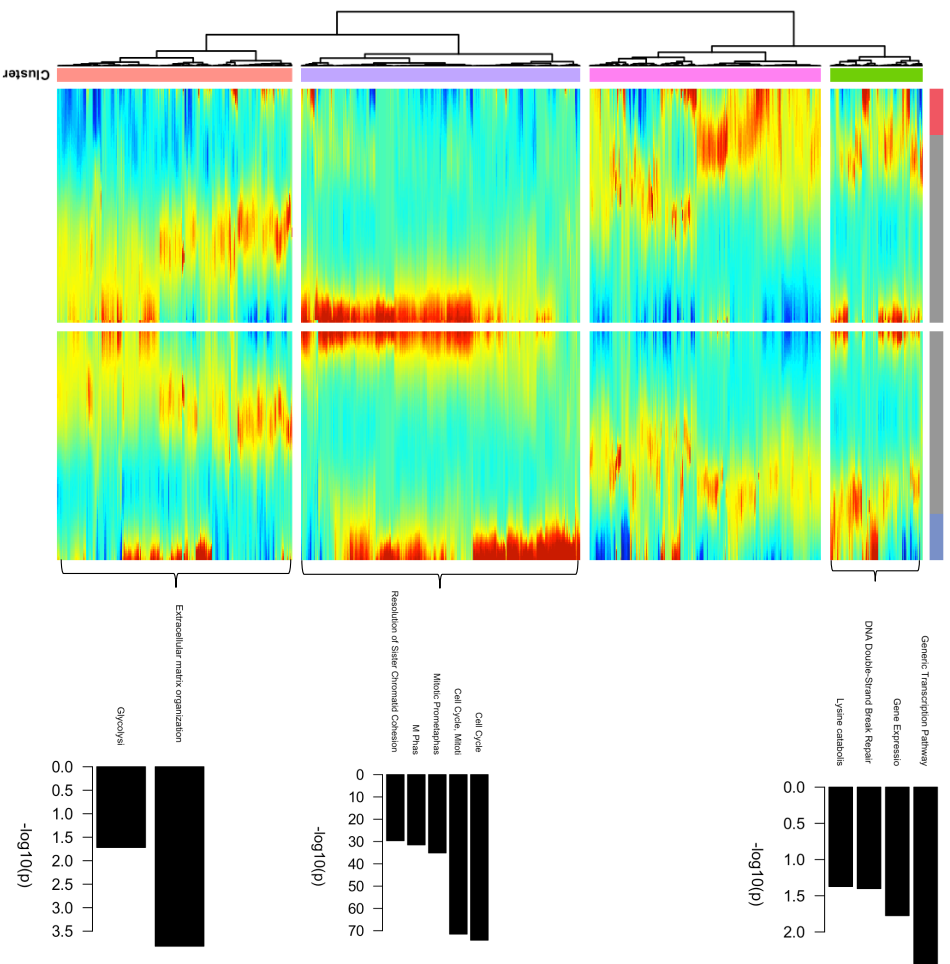 Cluster
Extracellular matrix organization
Glycolysi
Resolution of Sister Chromatid Cohesion
M Phas
Mitotic Prometaphas
Cell Cycle, Mitoti
Cell Cycle
Lysine catabolis
DNA Double-Strand Break Repair
Gene Expressio
Generic Transcription Pathway
0.0
0.5
1.0
1.5
2.0
2.5
3.0
3.5
-log10(p)
0
10
20
30
40
50
60
70
-log10(p)
0.0
0.5
1.0
1.5
2.0
-log10(p)